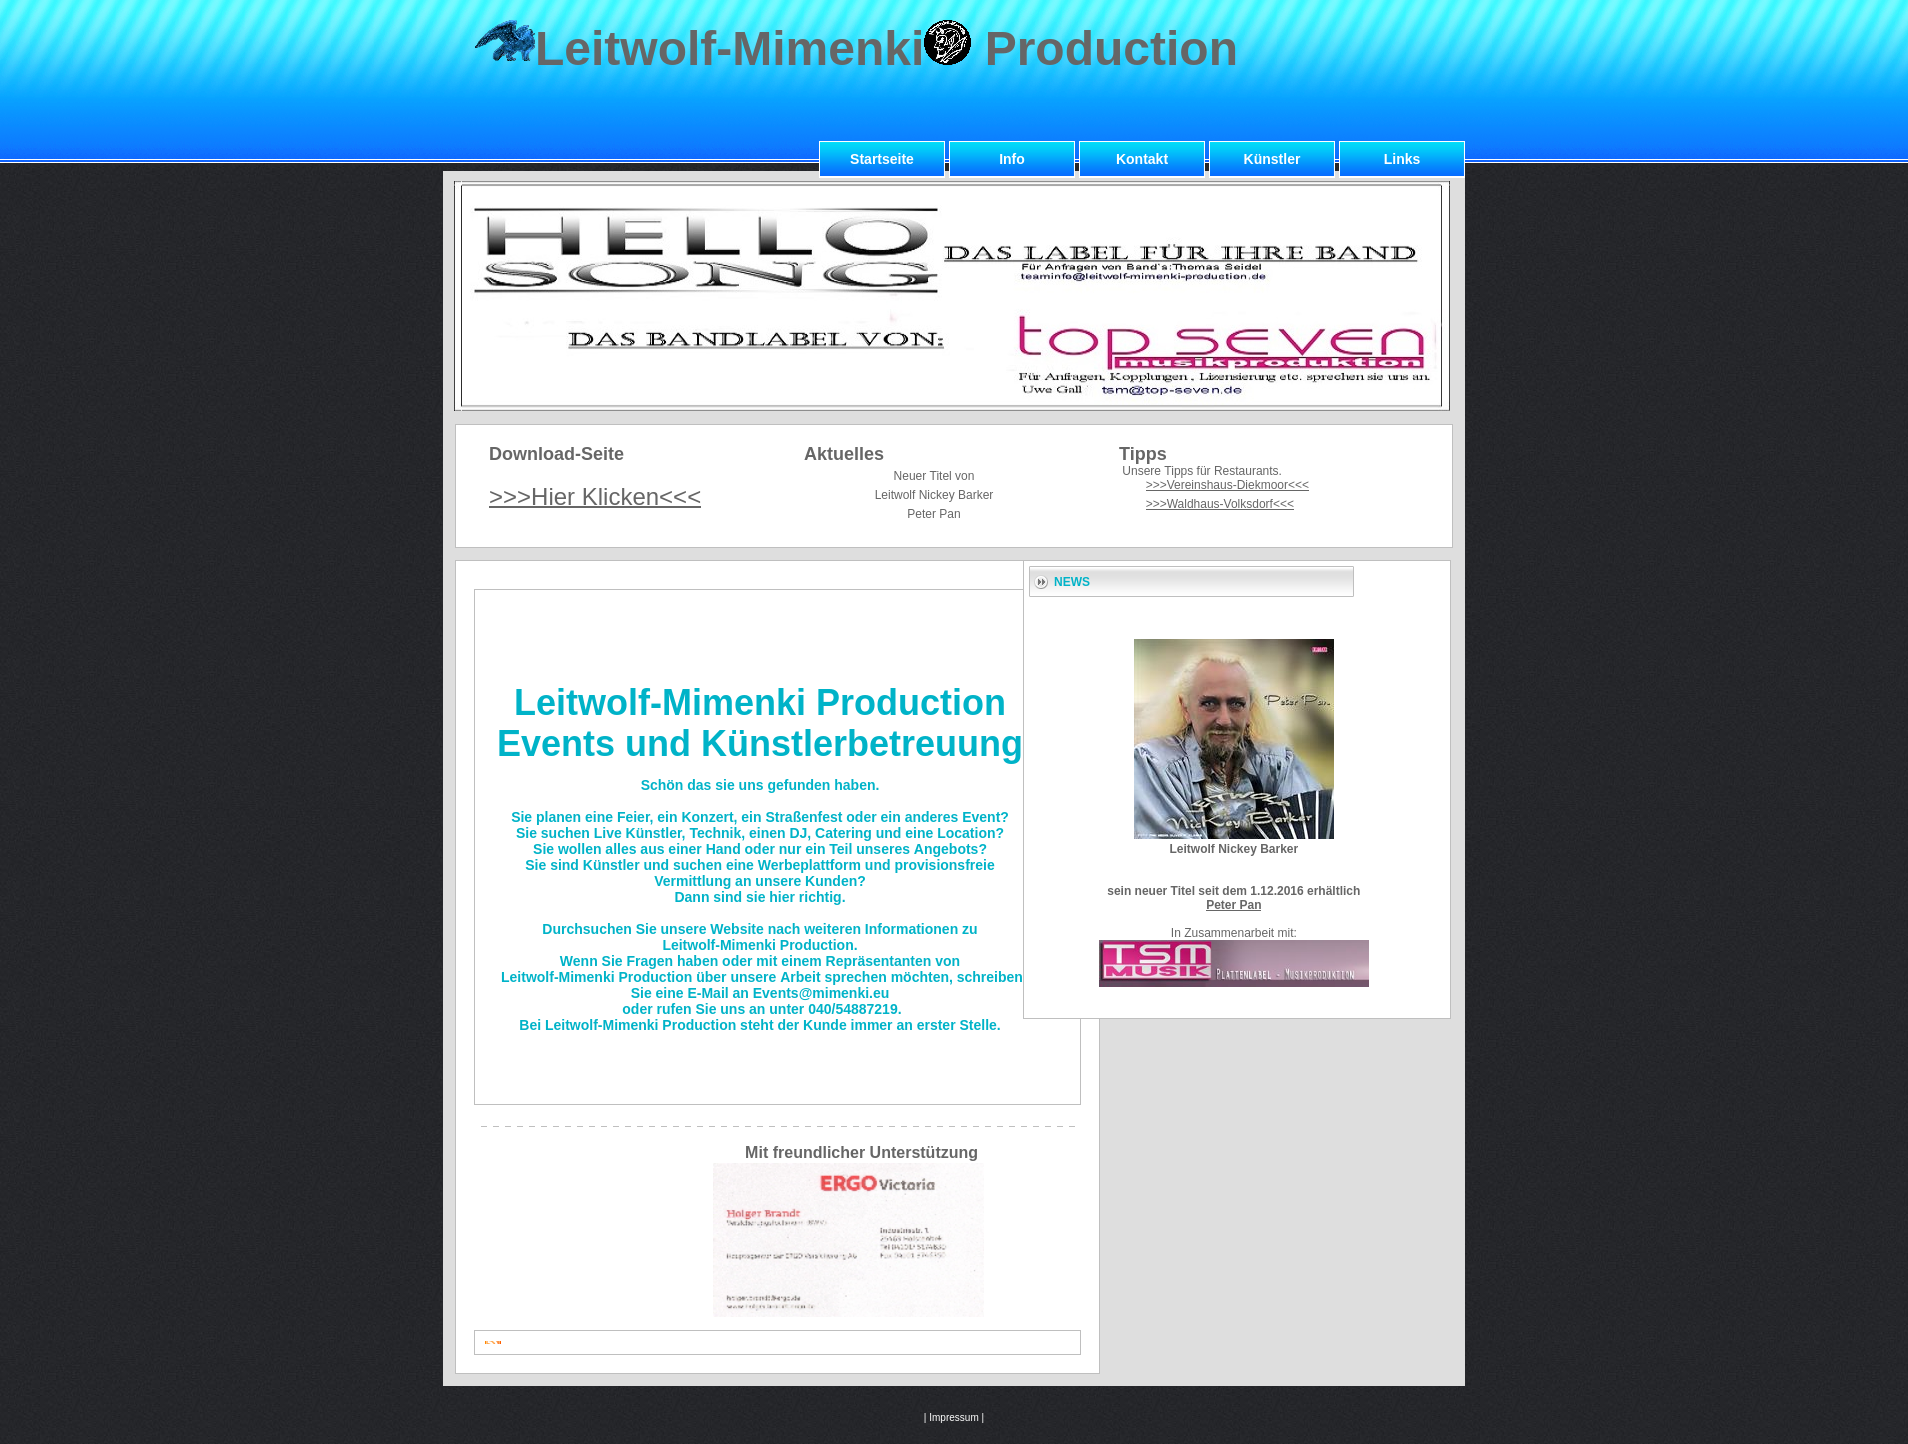 Leitwolf-Mimenki Production
Startseite
Info
Kontakt
Künstler
Links
HELLO
SONG
DAS LABEL FÜR IHRE BAND
Für Anfragen von Band's:Thomas Seidel
teaminfo@leitwolf-mimenki-production.de
DAS BANDLABEL VON:
top seven
musikproduktion
Für Anfragen, Kopplungen , Lizensierung etc. sprechen sie uns an.
Uwe Gall tsm@top-seven.de
Download-Seite
>>>Hier Klicken<<<
Aktuelles
Neuer Titel von
Leitwolf Nickey Barker
Peter Pan
Tipps
Unsere Tipps für Restaurants.
>>>Vereinshaus-Diekmoor<<<
>>>Waldhaus-Volksdorf<<<
Leitwolf-Mimenki Production
Events und Künstlerbetreuung
Schön das sie uns gefunden haben.
Sie planen eine Feier, ein Konzert, ein Straßenfest oder ein anderes Event?
Sie suchen Live Künstler, Technik, einen DJ, Catering und eine Location?
Sie wollen alles aus einer Hand oder nur ein Teil unseres Angebots?
Sie sind Künstler und suchen eine Werbeplattform und provisionsfreie
Vermittlung an unsere Kunden?
Dann sind sie hier richtig.
Durchsuchen Sie unsere Website nach weiteren Informationen zu
Leitwolf-Mimenki Production.
Wenn Sie Fragen haben oder mit einem Repräsentanten von
Leitwolf-Mimenki Production über unsere Arbeit sprechen möchten, schreiben
Sie eine E-Mail an Events@mimenki.eu
oder rufen Sie uns an unter 040/54887219.
Bei Leitwolf-Mimenki Production steht der Kunde immer an erster Stelle.
NEWS
Peter Pan
Leitwolf
Nickey Barker
Leitwolf Nickey Barker
sein neuer Titel seit dem 1.12.2016 erhältlich
Peter Pan
In Zusammenarbeit mit:
TSM
MUSIK
Plattenlabel - Musikproduktion
Mit freundlicher Unterstützung
ERGO Victoria
Holger Brandt
| Impressum |